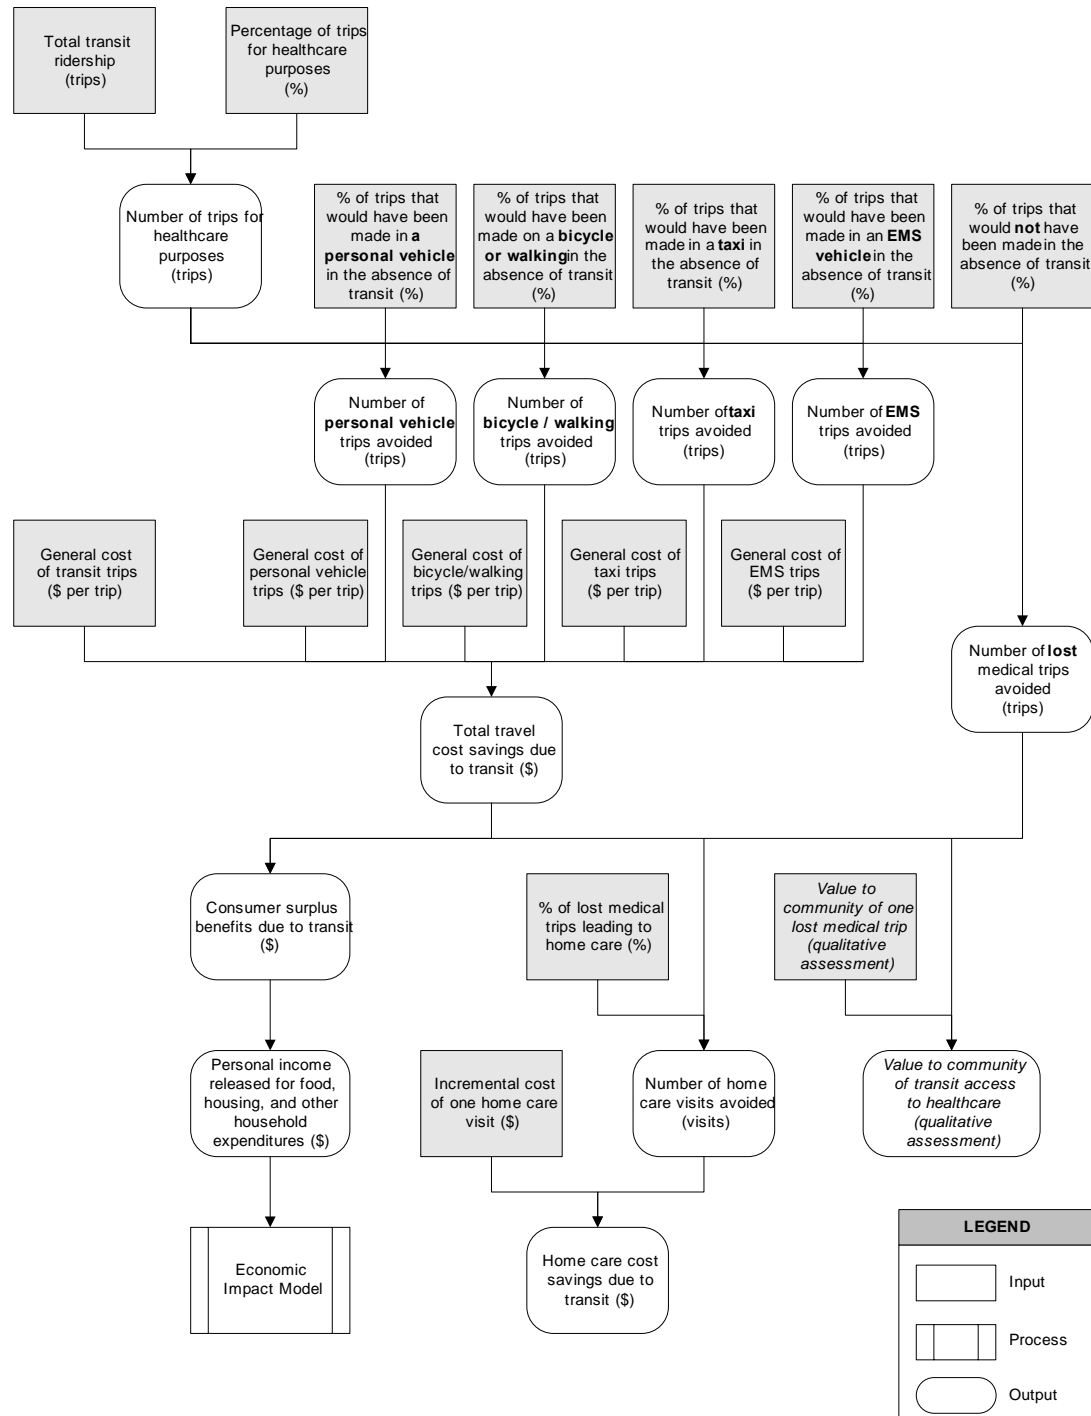 Total transit
ridership
(trips)
Percentage of trips
for healthcare
purposes
(%)
Number of trips for
healthcare
purposes
(trips)
% of trips that
would have been
made in a
personal vehicle
in the absence of
transit (%)
% of trips that
would have been
made on a bicycle
or walkingin the
absence of transit
(%)
% of trips that
would have been
made in a taxi in
the absence of
transit (%)
% of trips that
would have been
made in an EMS
vehicle in the
absence of transit
(%)
% of trips that
would not have
been made in the
absence of transit
(%)
Number of
personal vehicle
trips avoided
(trips)
Number of
bicycle / walking
trips avoided
(trips)
Number of taxi
trips avoided
(trips)
Number of EMS
trips avoided
(trips)
General cost
of transit trips
($ per trip)
General cost of
personal vehicle
trips ($ per trip)
General cost of
bicycle/walking
trips ($ per trip)
General cost of
taxi trips
($ per trip)
General cost of
EMS trips
($ per trip)
Number of lost
medical trips
avoided
(trips)
Total travel
cost savings due
to transit ($)
Consumer surplus
benefits due to transit
($)
% of lost medical
trips leading to
home care (%)
Value to
community of one
lost medical trip
(qualitative
assessment)
Personal income
released for food,
housing, and other
household
expenditures ($)
Incremental cost
of one home care
visit ($)
Number of home
care visits avoided
(visits)
Value to community
of transit access
to healthcare
(qualitative
assessment)
Economic
Impact Model
Home care cost
savings due to
transit ($)
LEGEND
Input
Process
Output